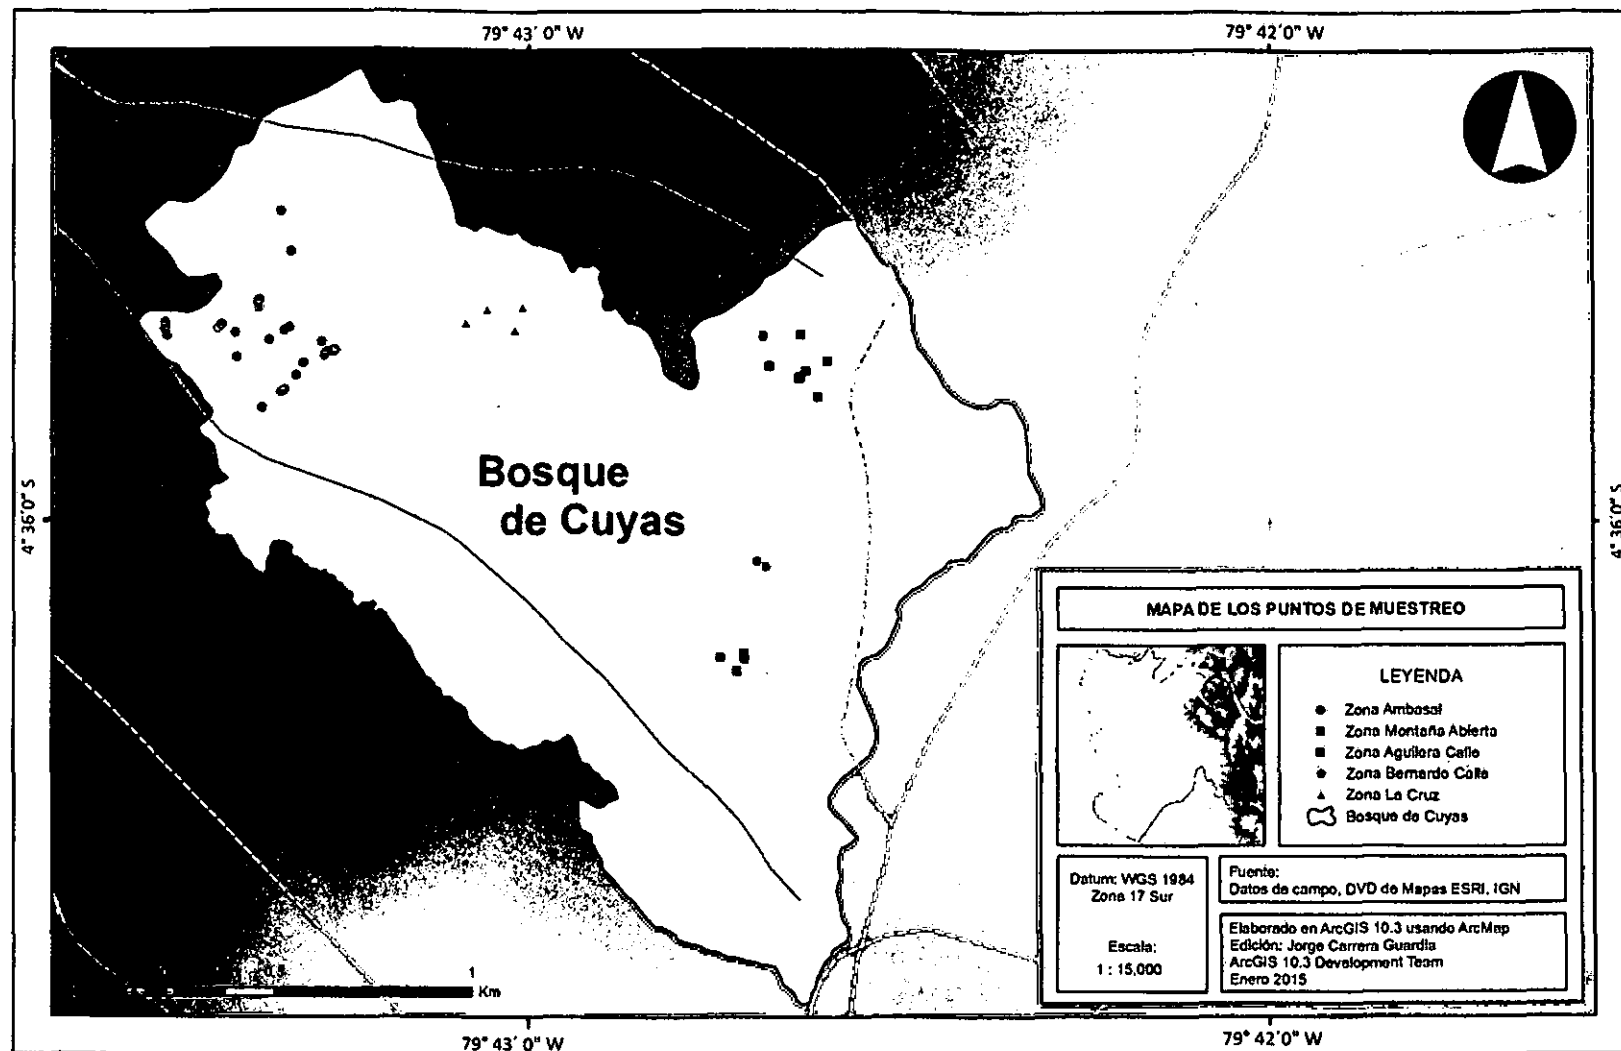 79° 43´ 0" W
79° 42´ 0" W
4° 36´0" S
4° 36´0" S
Bosque
de Cuyas
MAPA DE LOS PUNTOS DE MUESTREO
LEYENDA
Zona Ambasal
Zona Montaña Abierta
Zona Aguilera Calle
Zona Bernardo Calle
Zona La Cruz
Bosque de Cuyas
Datum: WGS 1984
Zona 17 Sur
Escala:
1 : 15,000
Fuente:
Datos de campo, DVD de Mapas ESRI, IGN
Elaborado en ArcGIS 10.3 usando ArcMap
Edición: Jorge Carrera Guardia
ArcGIS 10.3 Development Team
Enero 2015
1
Km
79° 43´ 0" W
79° 42´ 0" W